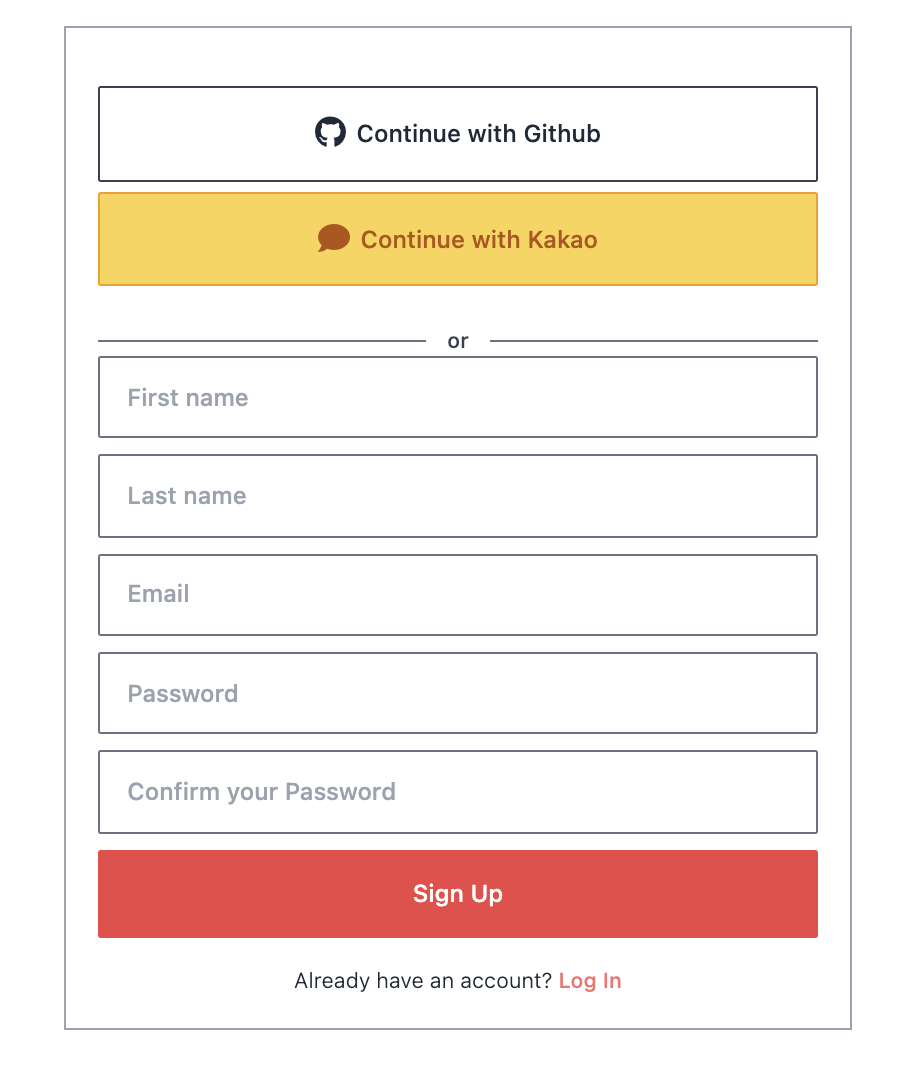 Continue with Github
Continue with Kakao
or
First name
Last name
Email
Password
Confirm your Password
Sign Up
Already have an account? Log In